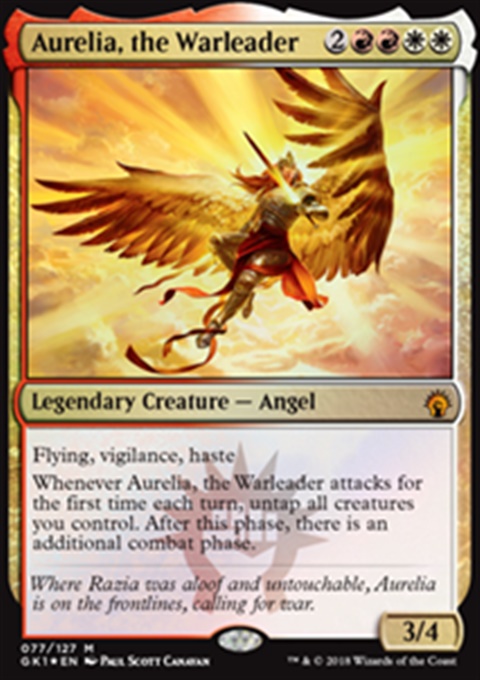 Aurelia, the Warleader 2
Legendary Creature — Angel
Flying, vigilance, haste
Whenever Aurelia, the Warleader attacks for
the first time each turn, untap all creatures
you control. After this phase, there is an
additional combat phase.
Where Razia was aloof and untouchable, Aurelia
is on the frontlines, calling for war.
3/4
077/127 M
GK1★EN Paul Scott Canavan
™ & © 2018 Wizards of the Coast